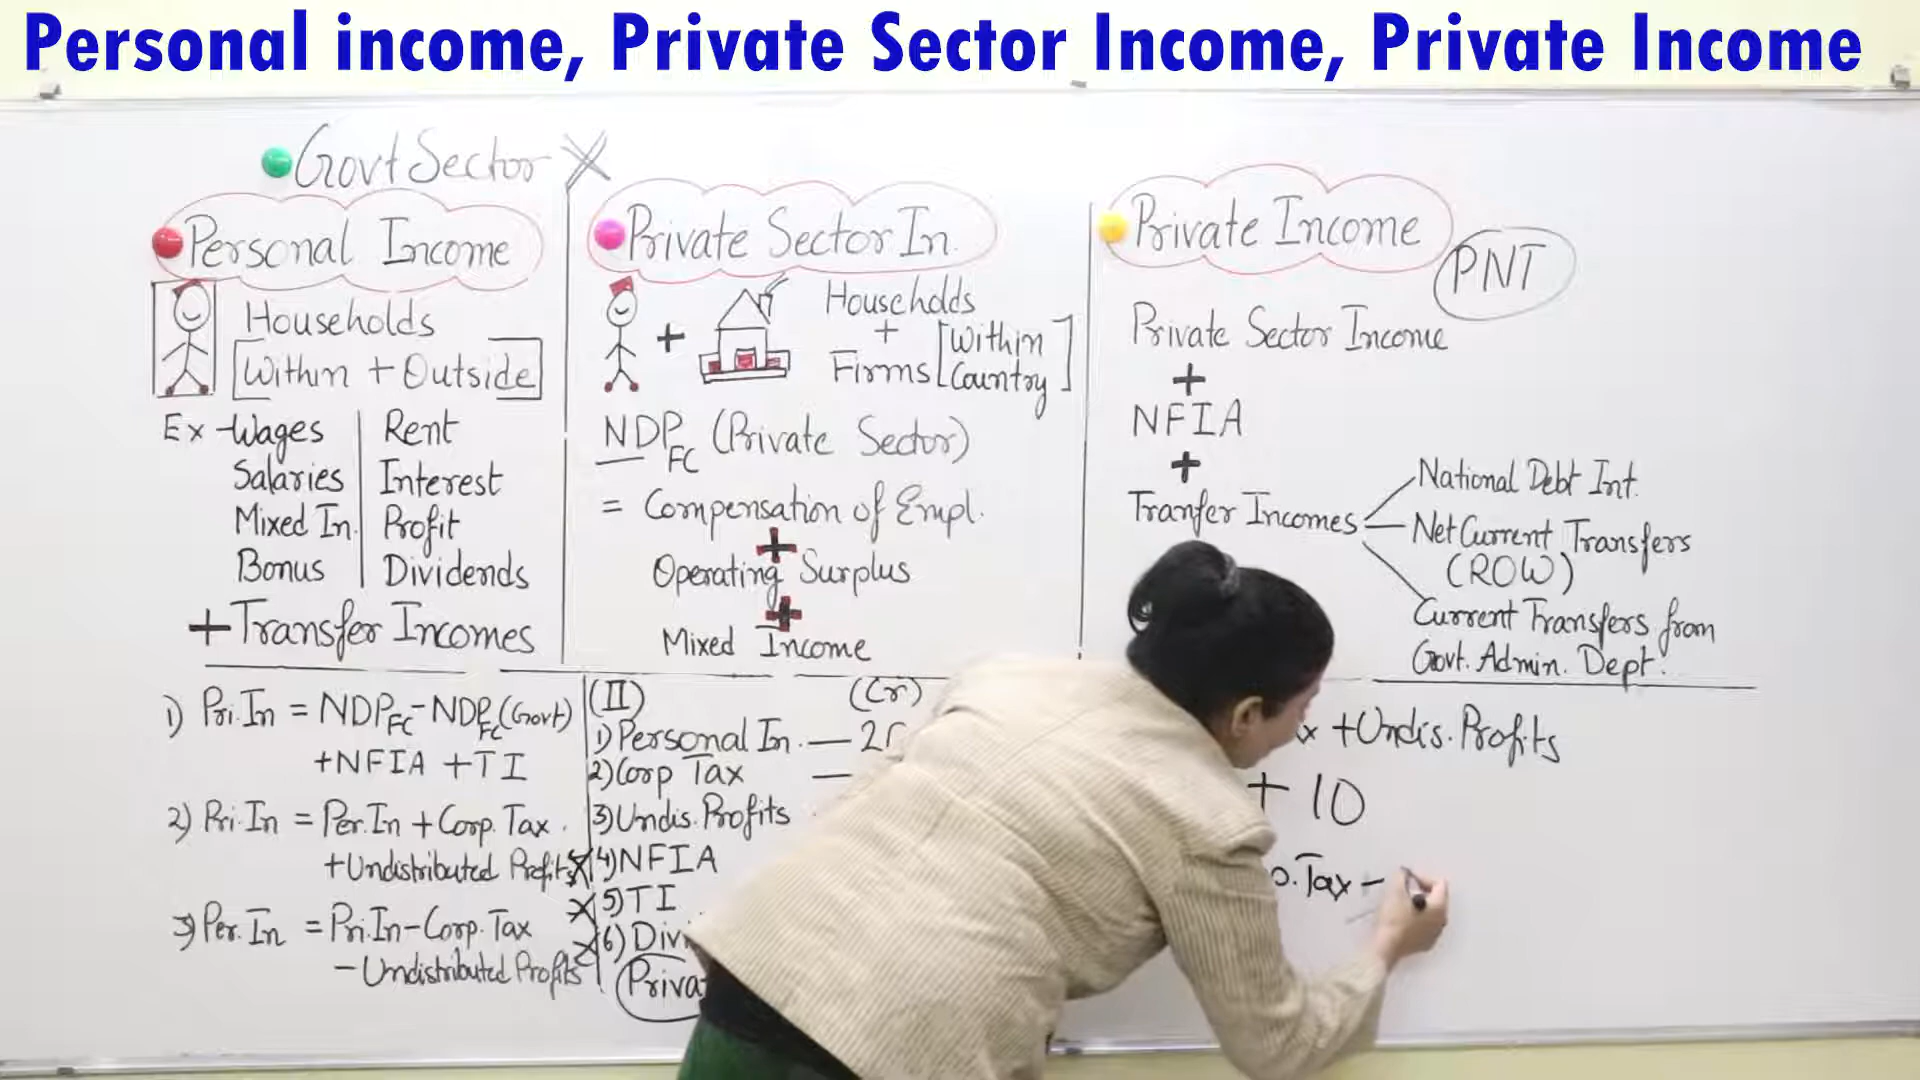 Personal income, Private Sector Income, Private Income
Govt Sector X
Personal Income
Households
[Within + Outside]
Ex - Wages | Rent
Salaries | Interest
Mixed In. | Profit
Bonus | Dividends
+ Transfer Incomes
Private Sector In.
+
Households
+
Firms [Within Country]
NDPFC (Private Sector)
= Compensation of Empl.
+
Operating Surplus
+
Mixed Income
Private Income
PNT
Private Sector Income
+
NFIA
+
Tranfer Incomes
National Debt Int.
Net Current Transfers
(ROW)
Current Transfers from
Govt. Admin. Dept.
1) Pri.In = NDPFC - NDPFC (Govt)
+NFIA +TI
2) Pri.In = Per.In + Corp.Tax.
+Undistributed Profits
3) Per.In = Pri.In - Corp.Tax
- Undistributed Profits
(II) (Cr)
1) Personal In. —
2) Corp Tax —
3) Undis. Profits
X 4) NFIA
X 5) TI
X 6)
+ Undis. Profits
+ 10
Tax -